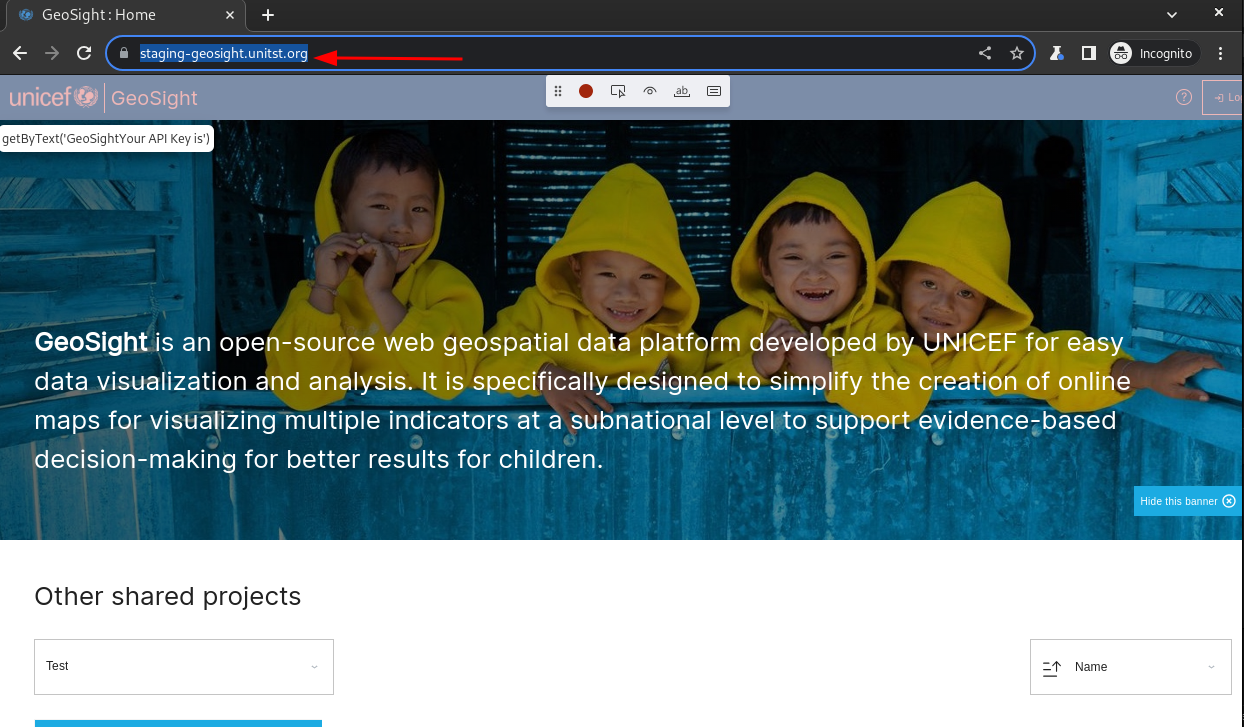 GeoSight : Home
staging-geosight.unitst.org
Incognito
unicef GeoSight
ab
getByText('GeoSightYour API Key is')
GeoSight is an open-source web geospatial data platform developed by UNICEF for easy
data visualization and analysis. It is specifically designed to simplify the creation of online
maps for visualizing multiple indicators at a subnational level to support evidence-based
decision-making for better results for children.
Hide this banner
Other shared projects
Test
Name